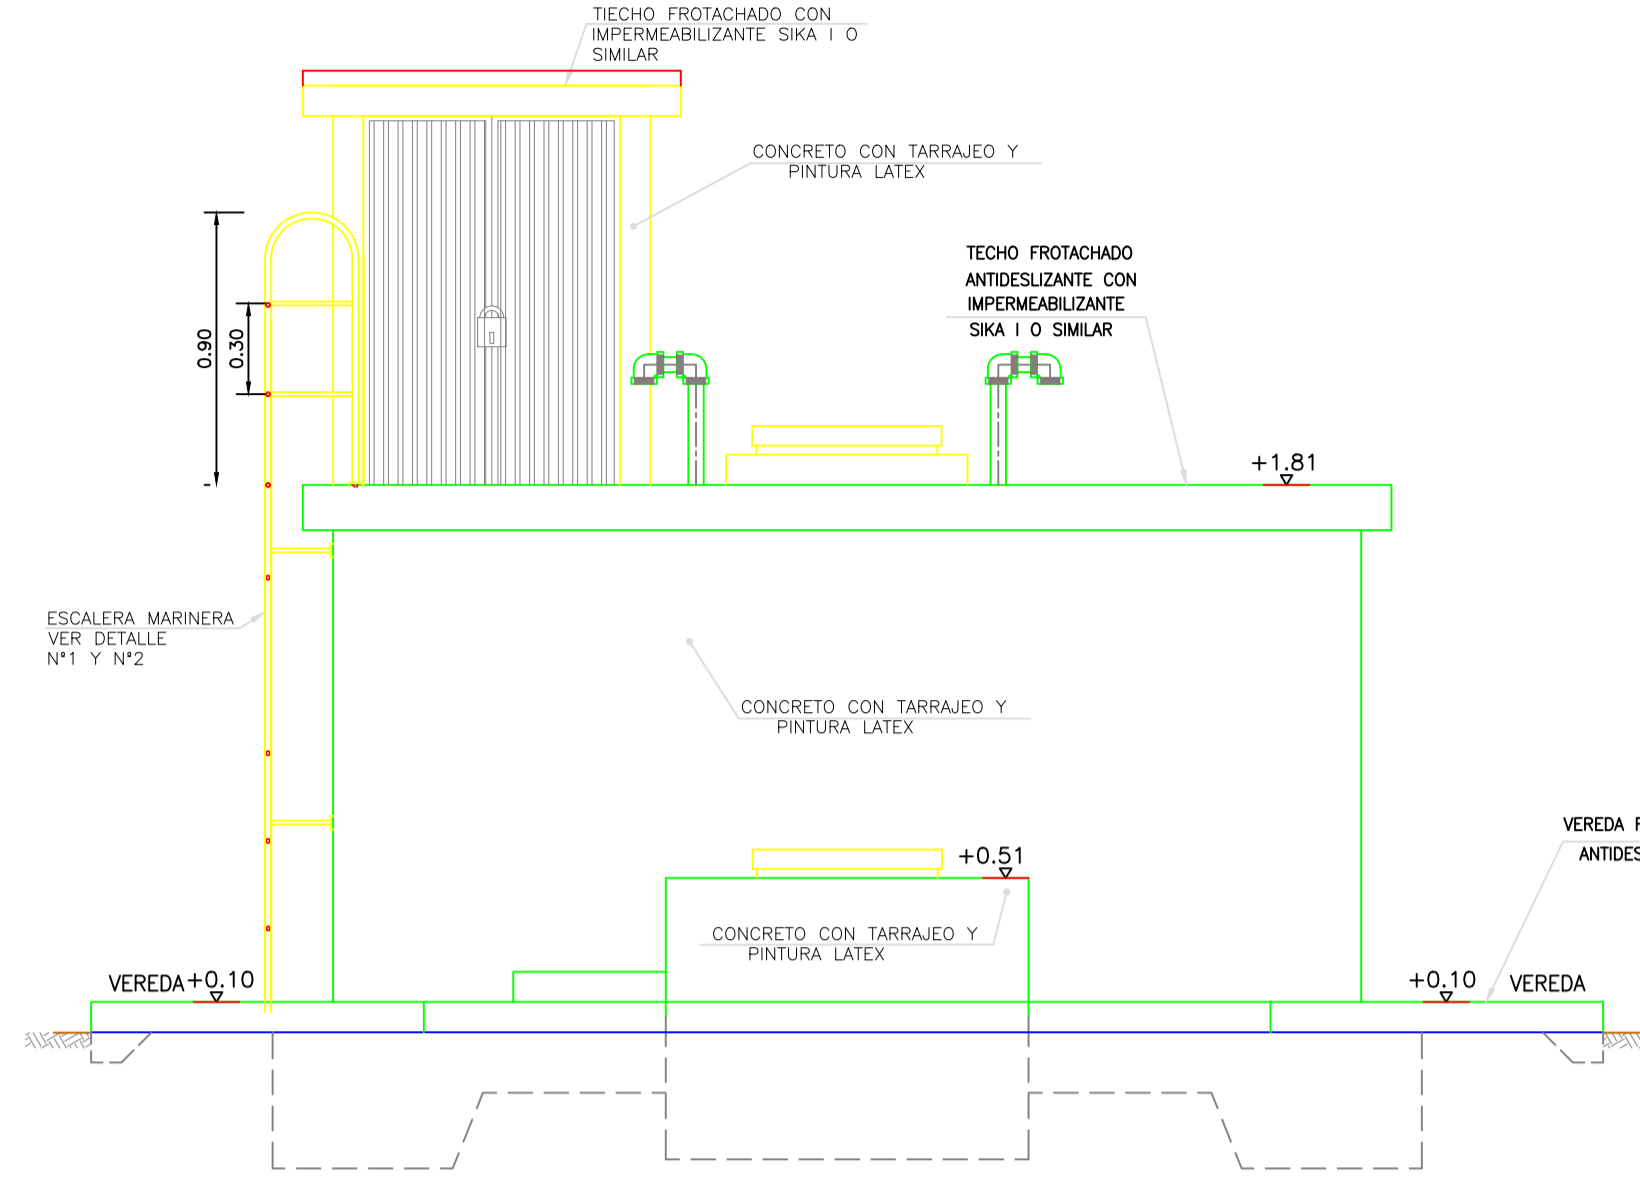 TIECHO FROTACHADO CON
IMPERMEABILIZANTE SIKA I O
SIMILAR
CONCRETO CON TARRAJEO Y
PINTURA LATEX
TECHO FROTACHADO
ANTIDESLIZANTE CON
IMPERMEABILIZANTE
SIKA I O SIMILAR
0.90
0.30
+1.81
ESCALERA MARINERA
VER DETALLE
N°1 Y N°2
CONCRETO CON TARRAJEO Y
PINTURA LATEX
VEREDA
ANTIDES
+0.51
CONCRETO CON TARRAJEO Y
PINTURA LATEX
VEREDA +0.10
+0.10 VEREDA